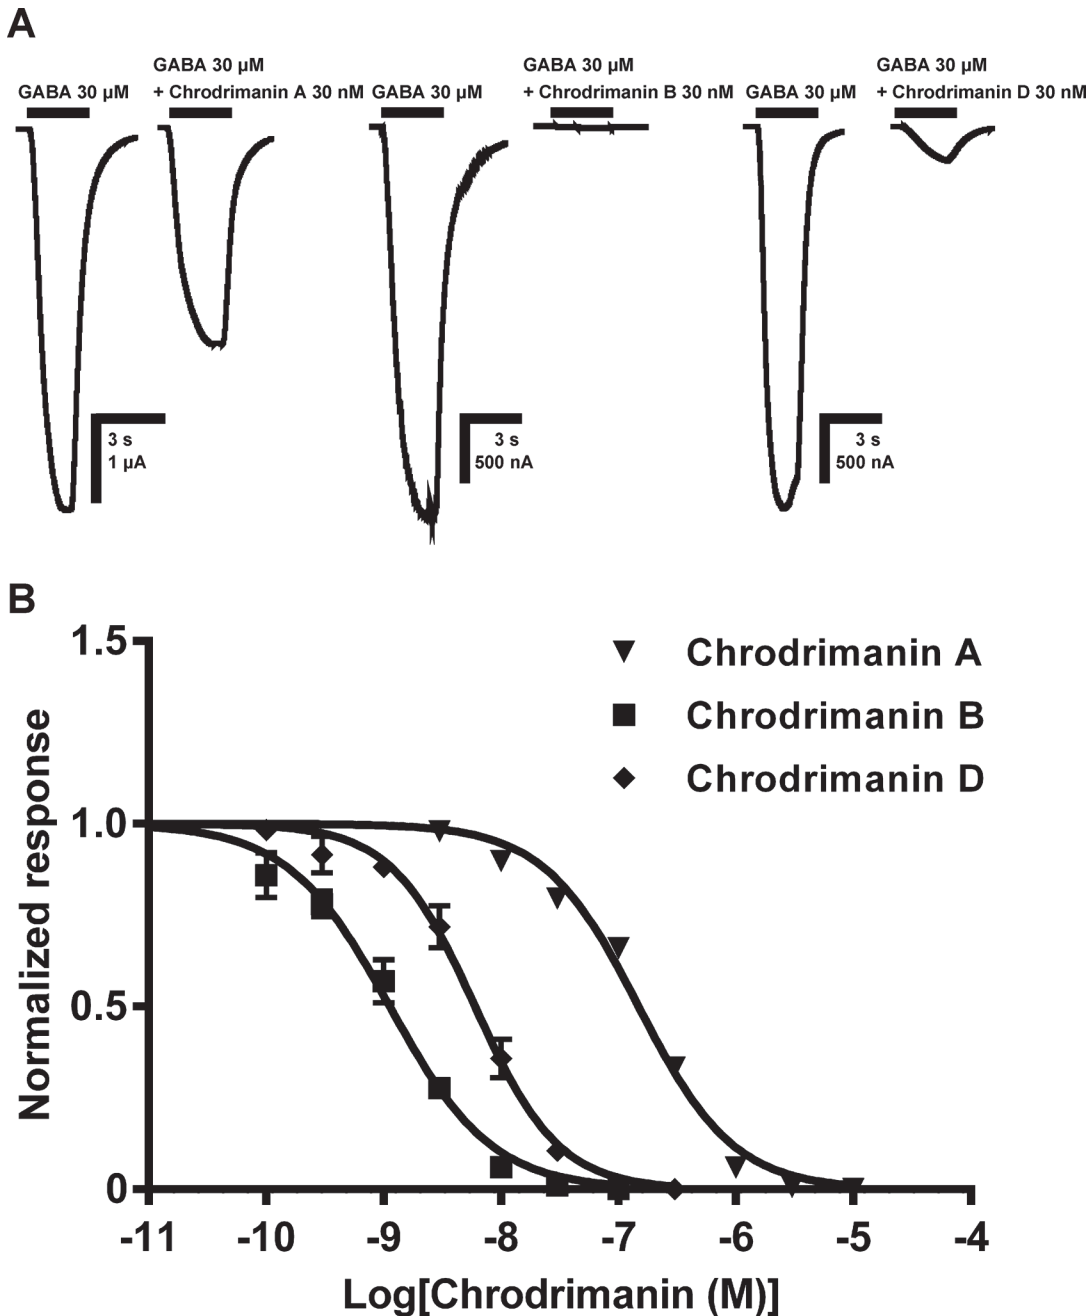 A
GABA 30 µM
GABA 30 µM
+ Chrodrimanin A 30 nM
GABA 30 µM
GABA 30 µM
+ Chrodrimanin B 30 nM
GABA 30 µM
GABA 30 µM
+ Chrodrimanin D 30 nM
3 s
1 µA
3 s
500 nA
3 s
500 nA
B
1.5
1.0
0.5
0
Normalized response
Chrodrimanin A
Chrodrimanin B
Chrodrimanin D
-11 -10 -9 -8 -7 -6 -5 -4
Log[Chrodrimanin (M)]